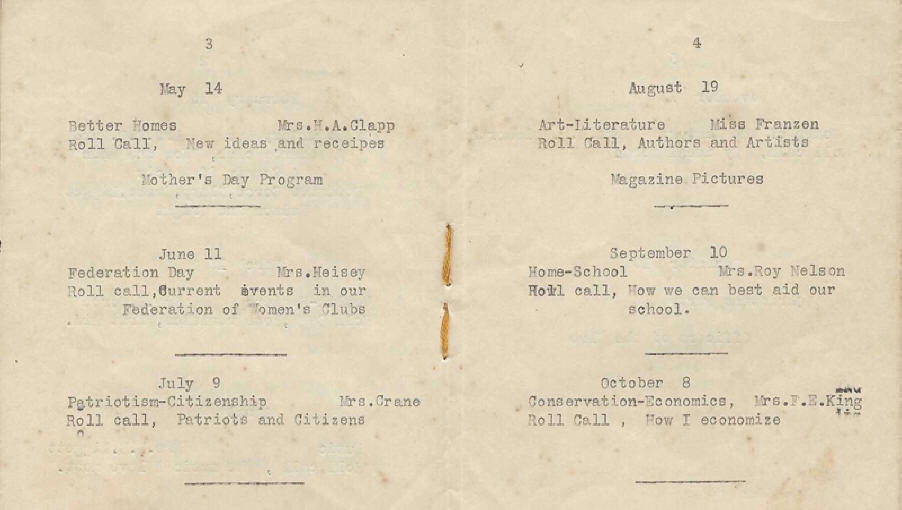 3
May 14
Better Homes Mrs.H.A.Clapp
Roll Call, New ideas and receipes
Mother's Day Program
June 11
Federation Day Mrs.Heisey
Roll call,Current events in our
Federation of Women's Clubs
July 9
Patriotism-Citizenship Mrs.Crane
Roll call, Patriots and Citizens
4
August 19
Art-Literature Miss Franzen
Roll Call, Authors and Artists
Magazine Pictures
September 10
Home-School Mrs.Roy Nelson
Roll call, How we can best aid our
school.
October 8
Conservation-Economics, Mrs.F.E.King
Roll Call , How I economize